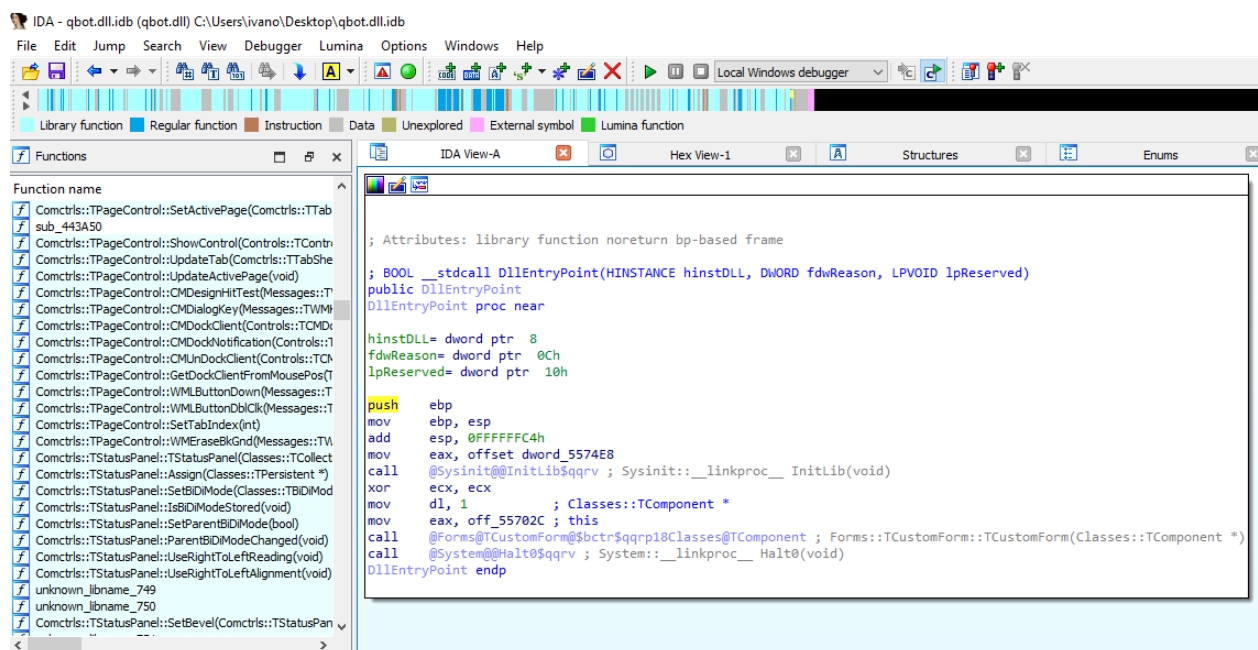 IDA - qbot.dll.idb (qbot.dll) C:\Users\ivano\Desktop\qbot.dll.idb
File Edit Jump Search View Debugger Lumina Options Windows Help
Local Windows debugger
Library function Regular function Instruction Data Unexplored External symbol Lumina function
Functions
Function name
Comctrls::TPageControl::SetActivePage(Comctrls::TTab
sub_443A50
Comctrls::TPageControl::ShowControl(Controls::TContr
Comctrls::TPageControl::UpdateTab(Comctrls::TTabShe
Comctrls::TPageControl::UpdateActivePage(void)
Comctrls::TPageControl::CMDesignHitTest(Messages::T
Comctrls::TPageControl::CMDialogKey(Messages::TWMK
Comctrls::TPageControl::CMDockClient(Controls::TCMDo
Comctrls::TPageControl::CMDockNotification(Controls::T
Comctrls::TPageControl::CMUnDockClient(Controls::TCM
Comctrls::TPageControl::GetDockClientFromMousePos(T
Comctrls::TPageControl::WMLButtonDown(Messages::T
Comctrls::TPageControl::WMLButtonDblClk(Messages::T
Comctrls::TPageControl::SetTabIndex(int)
Comctrls::TPageControl::WMEraseBkGnd(Messages::TW
Comctrls::TStatusPanel::TStatusPanel(Classes::TCollect
Comctrls::TStatusPanel::Assign(Classes::TPersistent *)
Comctrls::TStatusPanel::SetBiDiMode(Classes::TBiDiMod
Comctrls::TStatusPanel::IsBiDiModeStored(void)
Comctrls::TStatusPanel::SetParentBiDiMode(bool)
Comctrls::TStatusPanel::ParentBiDiModeChanged(void)
Comctrls::TStatusPanel::UseRightToLeftReading(void)
Comctrls::TStatusPanel::UseRightToLeftAlignment(void)
unknown_libname_749
unknown_libname_750
Comctrls::TStatusPanel::SetBevel(Comctrls::TStatusPan
IDA View-A Hex View-1 Structures Enums
; Attributes: library function noreturn bp-based frame
; BOOL __stdcall DllEntryPoint(HINSTANCE hinstDLL, DWORD fdwReason, LPVOID lpReserved)
public DllEntryPoint
DllEntryPoint proc near
hinstDLL= dword ptr 8
fdwReason= dword ptr 0Ch
lpReserved= dword ptr 10h
push ebp
mov ebp, esp
add esp, 0FFFFFFC4h
mov eax, offset dword_5574E8
call @Sysinit@@InitLib$qqrv ; Sysinit::__linkproc__ InitLib(void)
xor ecx, ecx
mov dl, 1 ; Classes::TComponent *
mov eax, off_55702C ; this
call @Forms@TCustomForm@$bctr$qqrp18Classes@TComponent ; Forms::TCustomForm::TCustomForm(Classes::TComponent *)
call @System@@Halt0$qqrv ; System::__linkproc__ Halt0(void)
DllEntryPoint endp